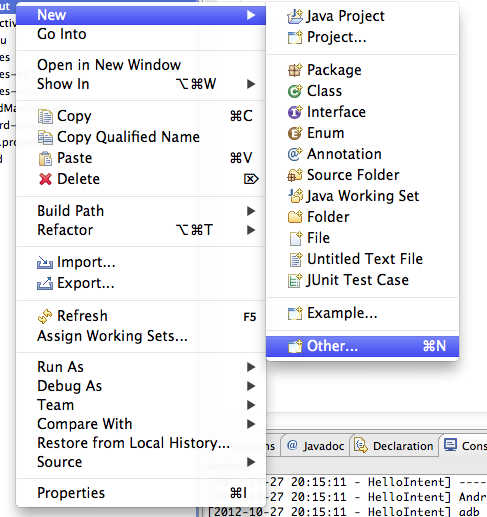 New
Go Into
Open in New Window
Show In ⌥⌘W
Copy ⌘C
Copy Qualified Name
Paste ⌘V
Delete ⌦
Build Path
Refactor ⌥⌘T
Import...
Export...
Refresh F5
Assign Working Sets...
Run As
Debug As
Team
Compare With
Restore from Local History...
Source
Properties ⌘I
Java Project
Project...
Package
Class
Interface
Enum
Annotation
Source Folder
Java Working Set
Folder
File
Untitled Text File
JUnit Test Case
Example...
Other... ⌘N
@ Javadoc
Declaration
Cons
27 20:15:11 - HelloIntent] ----
27 20:15:11 - HelloIntent] Andr
[2012-10-27 20:15:11 - HelloIntent] adb